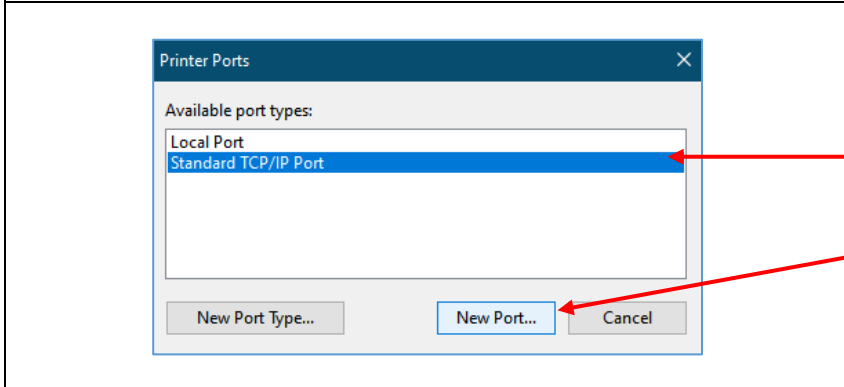 Printer Ports
Available port types:
Local Port
Standard TCP/IP Port
New Port Type... New Port... Cancel